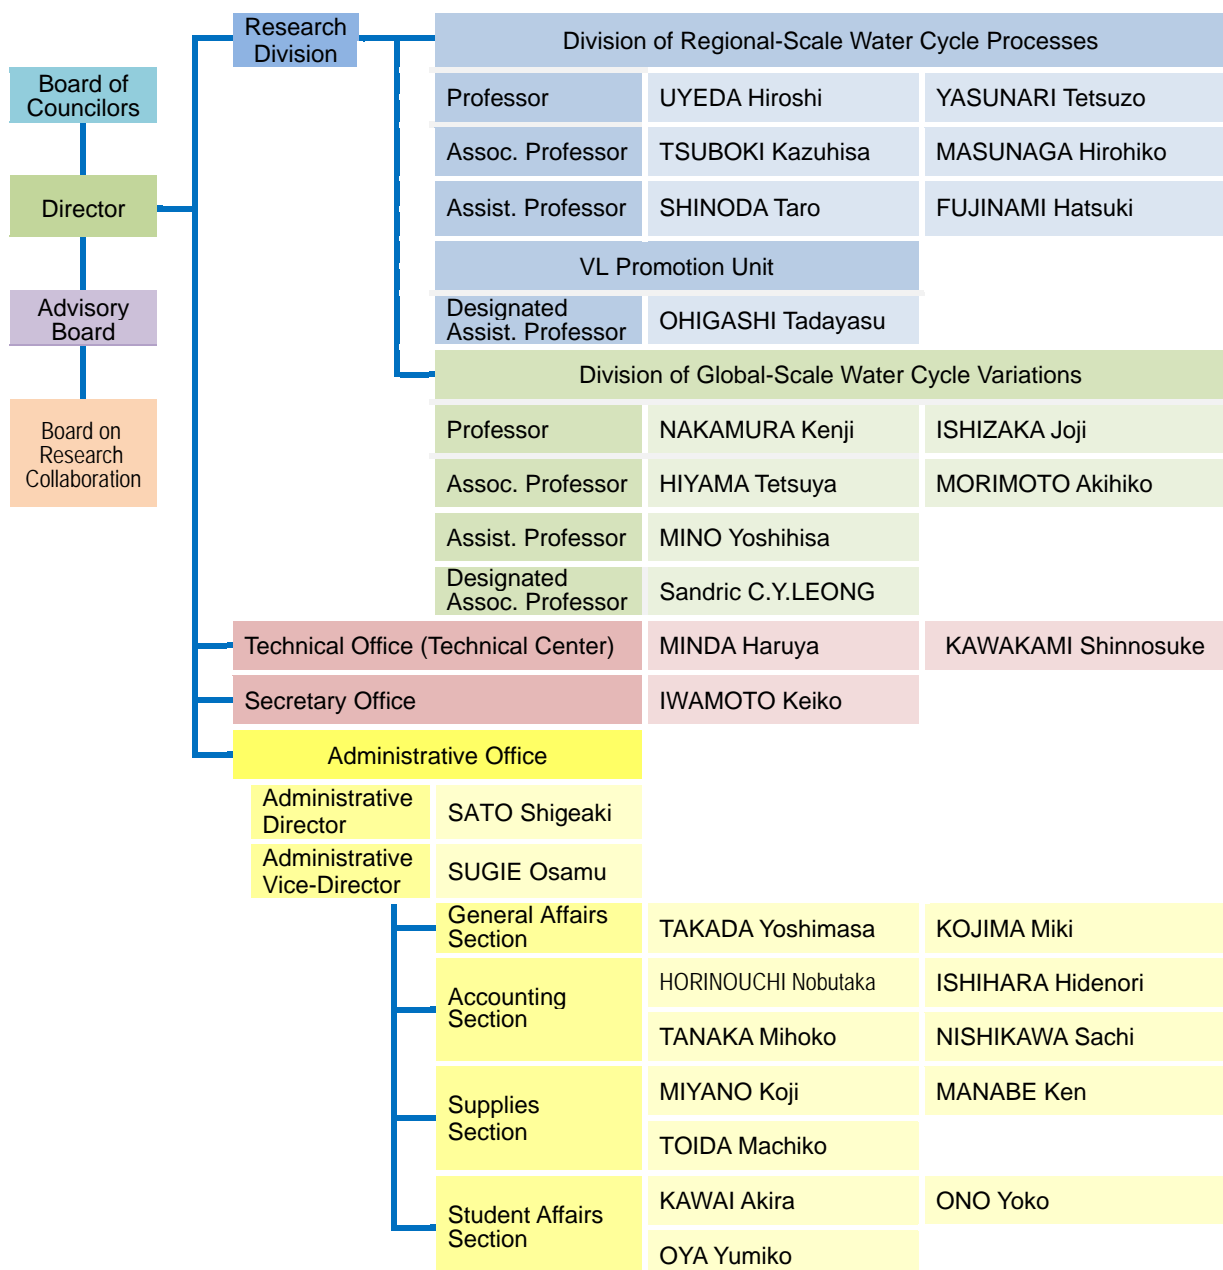 Board of
Councilors
Director
Advisory
Board
Board on
Research
Collaboration
Research
Division
Division of Regional-Scale Water Cycle Processes
Professor UYEDA Hiroshi YASUNARI Tetsuzo
Assoc. Professor TSUBOKI Kazuhisa MASUNAGA Hirohiko
Assist. Professor SHINODA Taro FUJINAMI Hatsuki
VL Promotion Unit
Designated
Assist. Professor OHIGASHI Tadayasu
Division of Global-Scale Water Cycle Variations
Professor NAKAMURA Kenji ISHIZAKA Joji
Assoc. Professor HIYAMA Tetsuya MORIMOTO Akihiko
Assist. Professor MINO Yoshihisa
Designated
Assoc. Professor Sandric C.Y.LEONG
Technical Office (Technical Center) MINDA Haruya KAWAKAMI Shinnosuke
Secretary Office IWAMOTO Keiko
Administrative Office
Administrative
Director SATO Shigeaki
Administrative
Vice-Director SUGIE Osamu
General Affairs
Section TAKADA Yoshimasa KOJIMA Miki
Accounting
Section
HORINOUCHI Nobutaka ISHIHARA Hidenori
TANAKA Mihoko NISHIKAWA Sachi
Supplies
Section
MIYANO Koji MANABE Ken
TOIDA Machiko
Student Affairs
Section
KAWAI Akira ONO Yoko
OYA Yumiko